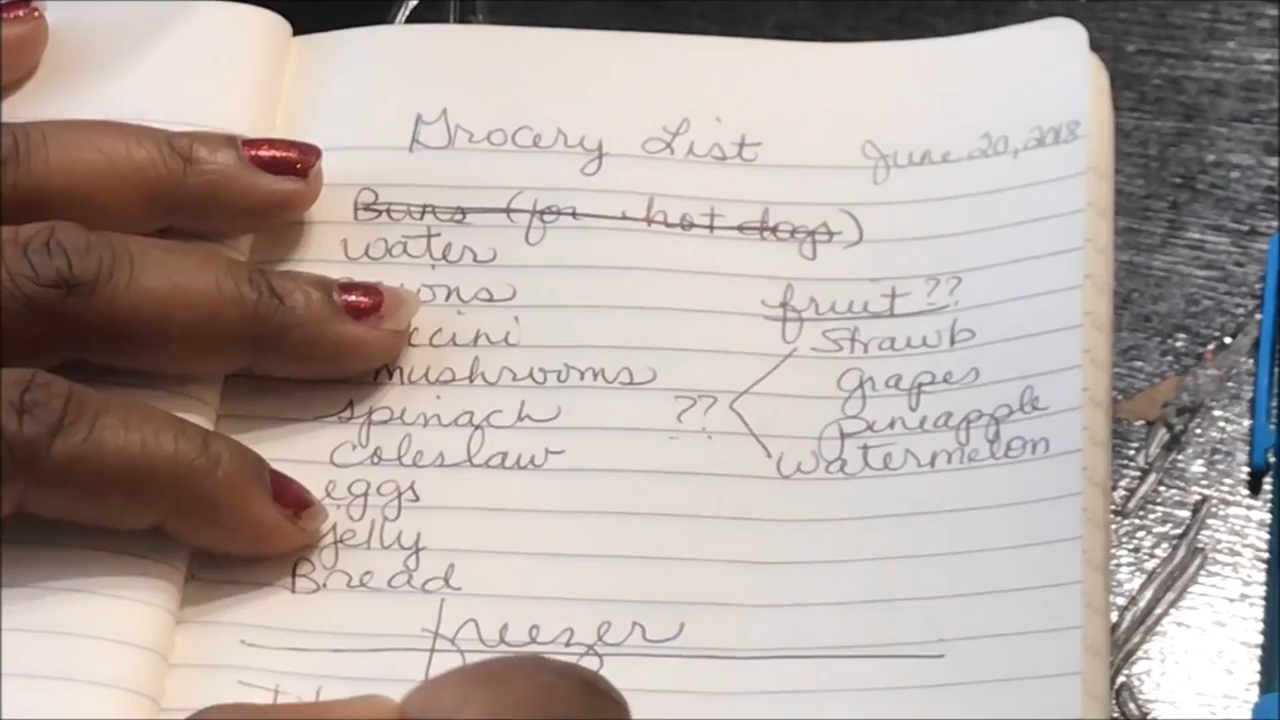 Grocery List
June 20, 2018
Buns (for hot dogs)
water
fruit ??
Strawb
mushrooms
grapes
spinach
??
pineapple
Coleslaw
watermelon
eggs
jelly
Bread
freezer